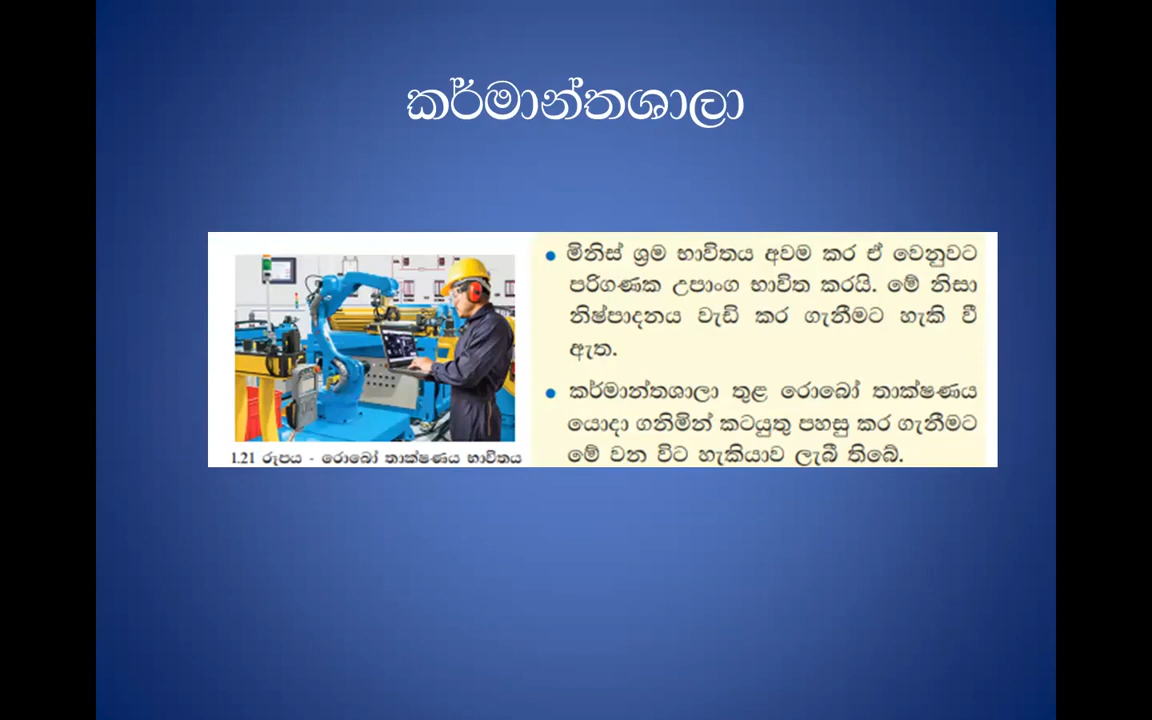 කර්මාන්තශාලා
මිනිස් ශ්‍රම භාවිතය අවම කර ඒ වෙනුවට
පරිගණක උපාංග භාවිත කරයි. මේ නිසා
නිෂ්පාදනය වැඩි කර ගැනීමට හැකි වී
ඇත.
කර්මාන්තශාලා තුළ රොබෝ තාක්ෂණය
යොදා ගනිමින් කටයුතු පහසු කර ගැනීමට
මේ වන විට හැකියාව ලැබී තිබේ.
1.21 රූපය - රොබෝ තාක්ෂණය භාවිතය